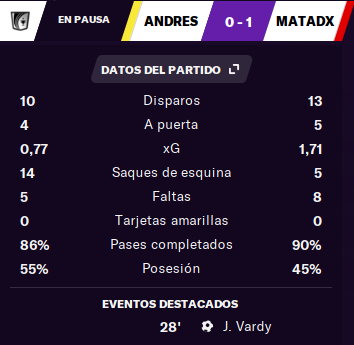 EN PAUSA ANDRES 0 - 1 MATADX
DATOS DEL PARTIDO
10 Disparos 13
4 A puerta 5
0,77 xG 1,71
14 Saques de esquina 5
5 Faltas 8
0 Tarjetas amarillas 0
86% Pases completados 90%
55% Posesión 45%
EVENTOS DESTACADOS
28' J. Vardy